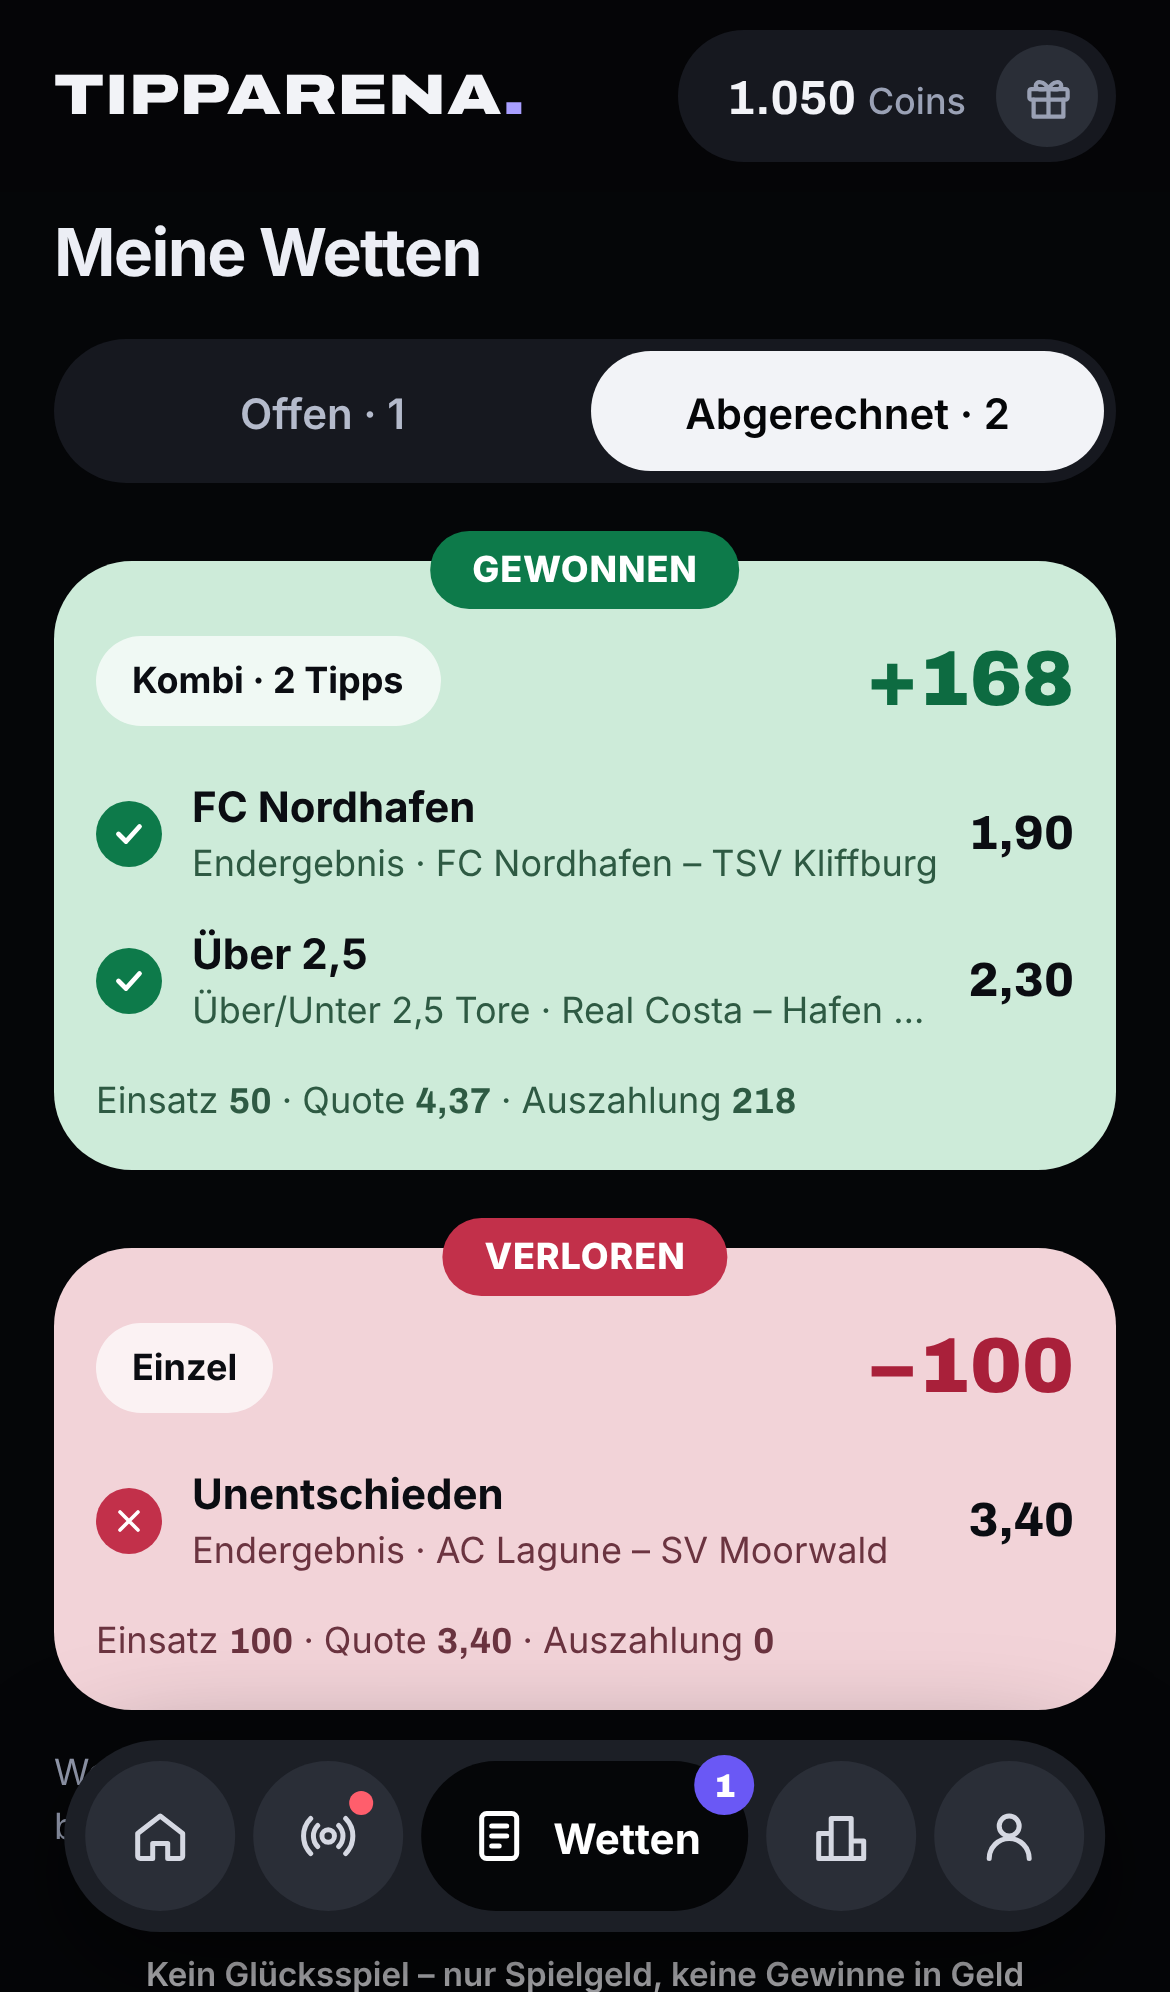 TIPPARENA.
1.050 Coins
Meine Wetten
Offen · 1
Abgerechnet · 2
GEWONNEN
Kombi · 2 Tipps
+168
FC Nordhafen
1,90
Endergebnis · FC Nordhafen – TSV Kliffburg
Über 2,5
2,30
Über/Unter 2,5 Tore · Real Costa – Hafen ...
Einsatz 50 · Quote 4,37 · Auszahlung 218
VERLOREN
Einzel
–100
Unentschieden
3,40
Endergebnis · AC Lagune – SV Moorwald
Einsatz 100 · Quote 3,40 · Auszahlung 0
1
Wetten
Kein Glücksspiel – nur Spielgeld, keine Gewinne in Geld